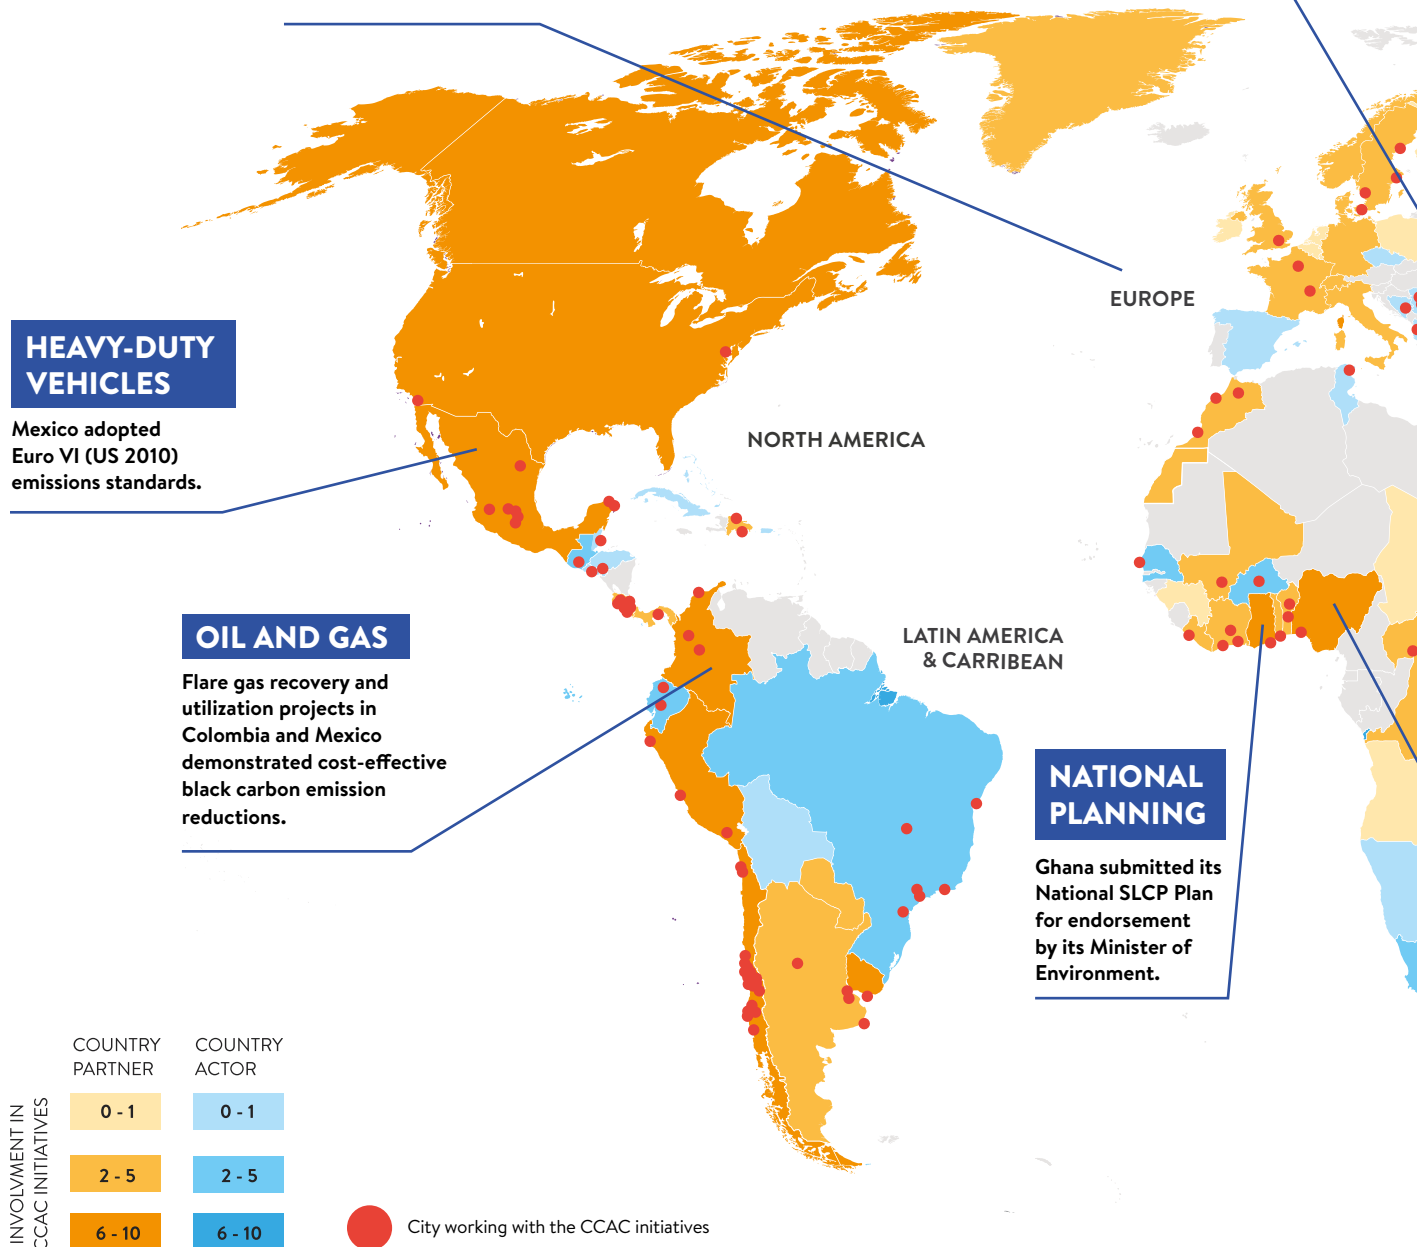 EUROPE
HEAVY-DUTY
VEHICLES
Mexico adopted
Euro VI (US 2010)
emissions standards.
NORTH AMERICA
OIL AND GAS
Flare gas recovery and
utilization projects in
Colombia and Mexico
demonstrated cost-effective
black carbon emission
reductions.
LATIN AMERICA
& CARRIBEAN
NATIONAL
PLANNING
Ghana submitted its
National SLCP Plan
for endorsement
by its Minister of
Environment.
INVOLVMENT IN
CCAC INITIATIVES
COUNTRY
PARTNER
COUNTRY
ACTOR
0 - 1
0 - 1
2 - 5
2 - 5
6 - 10
6 - 10
City working with the CCAC initiatives